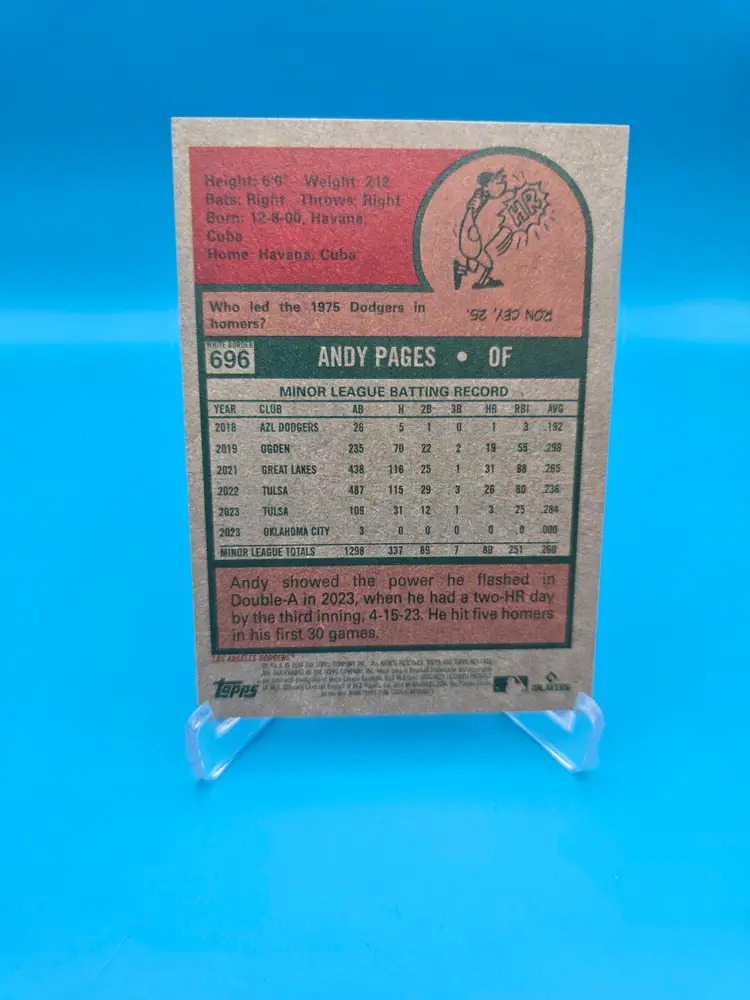 Height: 6'0" Weight: 212
Bats: Right Throws: Right
Born: 12-8-00, Havana,
Cuba
Home: Havana, Cuba
HR
Who led the 1975 Dodgers in
homers?
RON CEY, 25.
WHITE BORDER
696
ANDY PAGES • OF
MINOR LEAGUE BATTING RECORD
YEAR CLUB AB H 2B 3B HR RBI AVG
2018 AZL DODGERS 26 5 1 0 1 3 .192
2019 OGDEN 235 70 22 2 19 55 .298
2021 GREAT LAKES 438 116 25 1 31 88 .265
2022 TULSA 487 115 29 3 26 80 .236
2023 TULSA 109 31 12 1 3 25 .284
2023 OKLAHOMA CITY 3 0 0 0 0 0 .000
MINOR LEAGUE TOTALS 1298 337 89 7 80 251 .260
Andy showed the power he flashed in
Double-A in 2023, when he had a two-HR day
by the third inning, 4-15-23. He hit five homers
in his first 30 games.
LOS ANGELES DODGERS
topps
PLAYERS